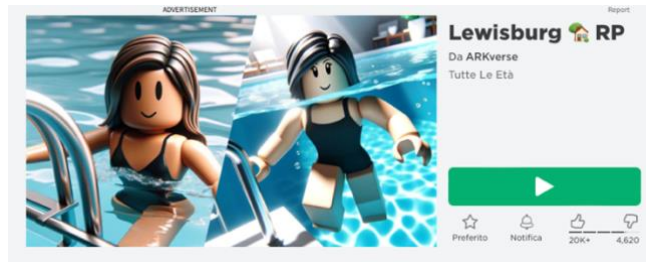 ADVERTISEMENT
Report
Lewisburg 🏡 RP
Da ARKverse
Tutte Le Età
Preferito
Notifica
20K+
4,620